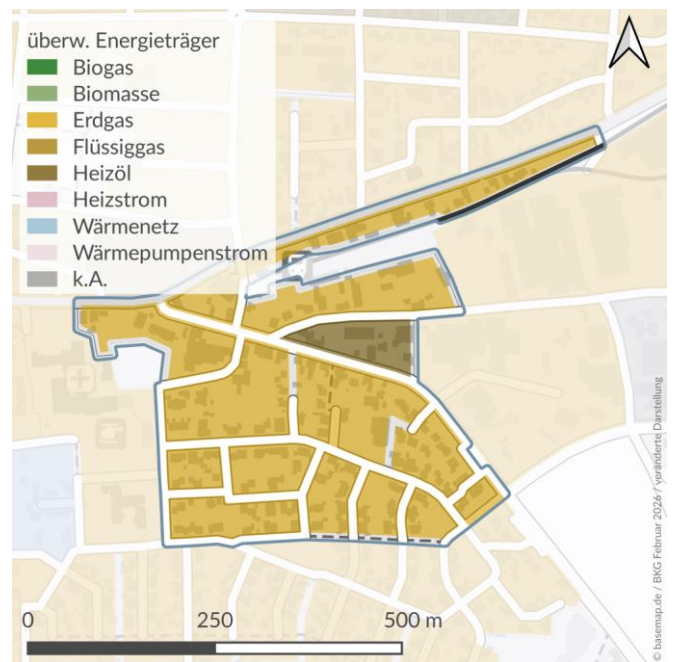 überw. Energieträger
Biogas
Biomasse
Erdgas
Flüssiggas
Heizöl
Heizstrom
Wärmenetz
Wärmepumpenstrom
k.A.
0
250
500 m
© basemap.de / BKG Februar 2026 / veränderte Darstellung